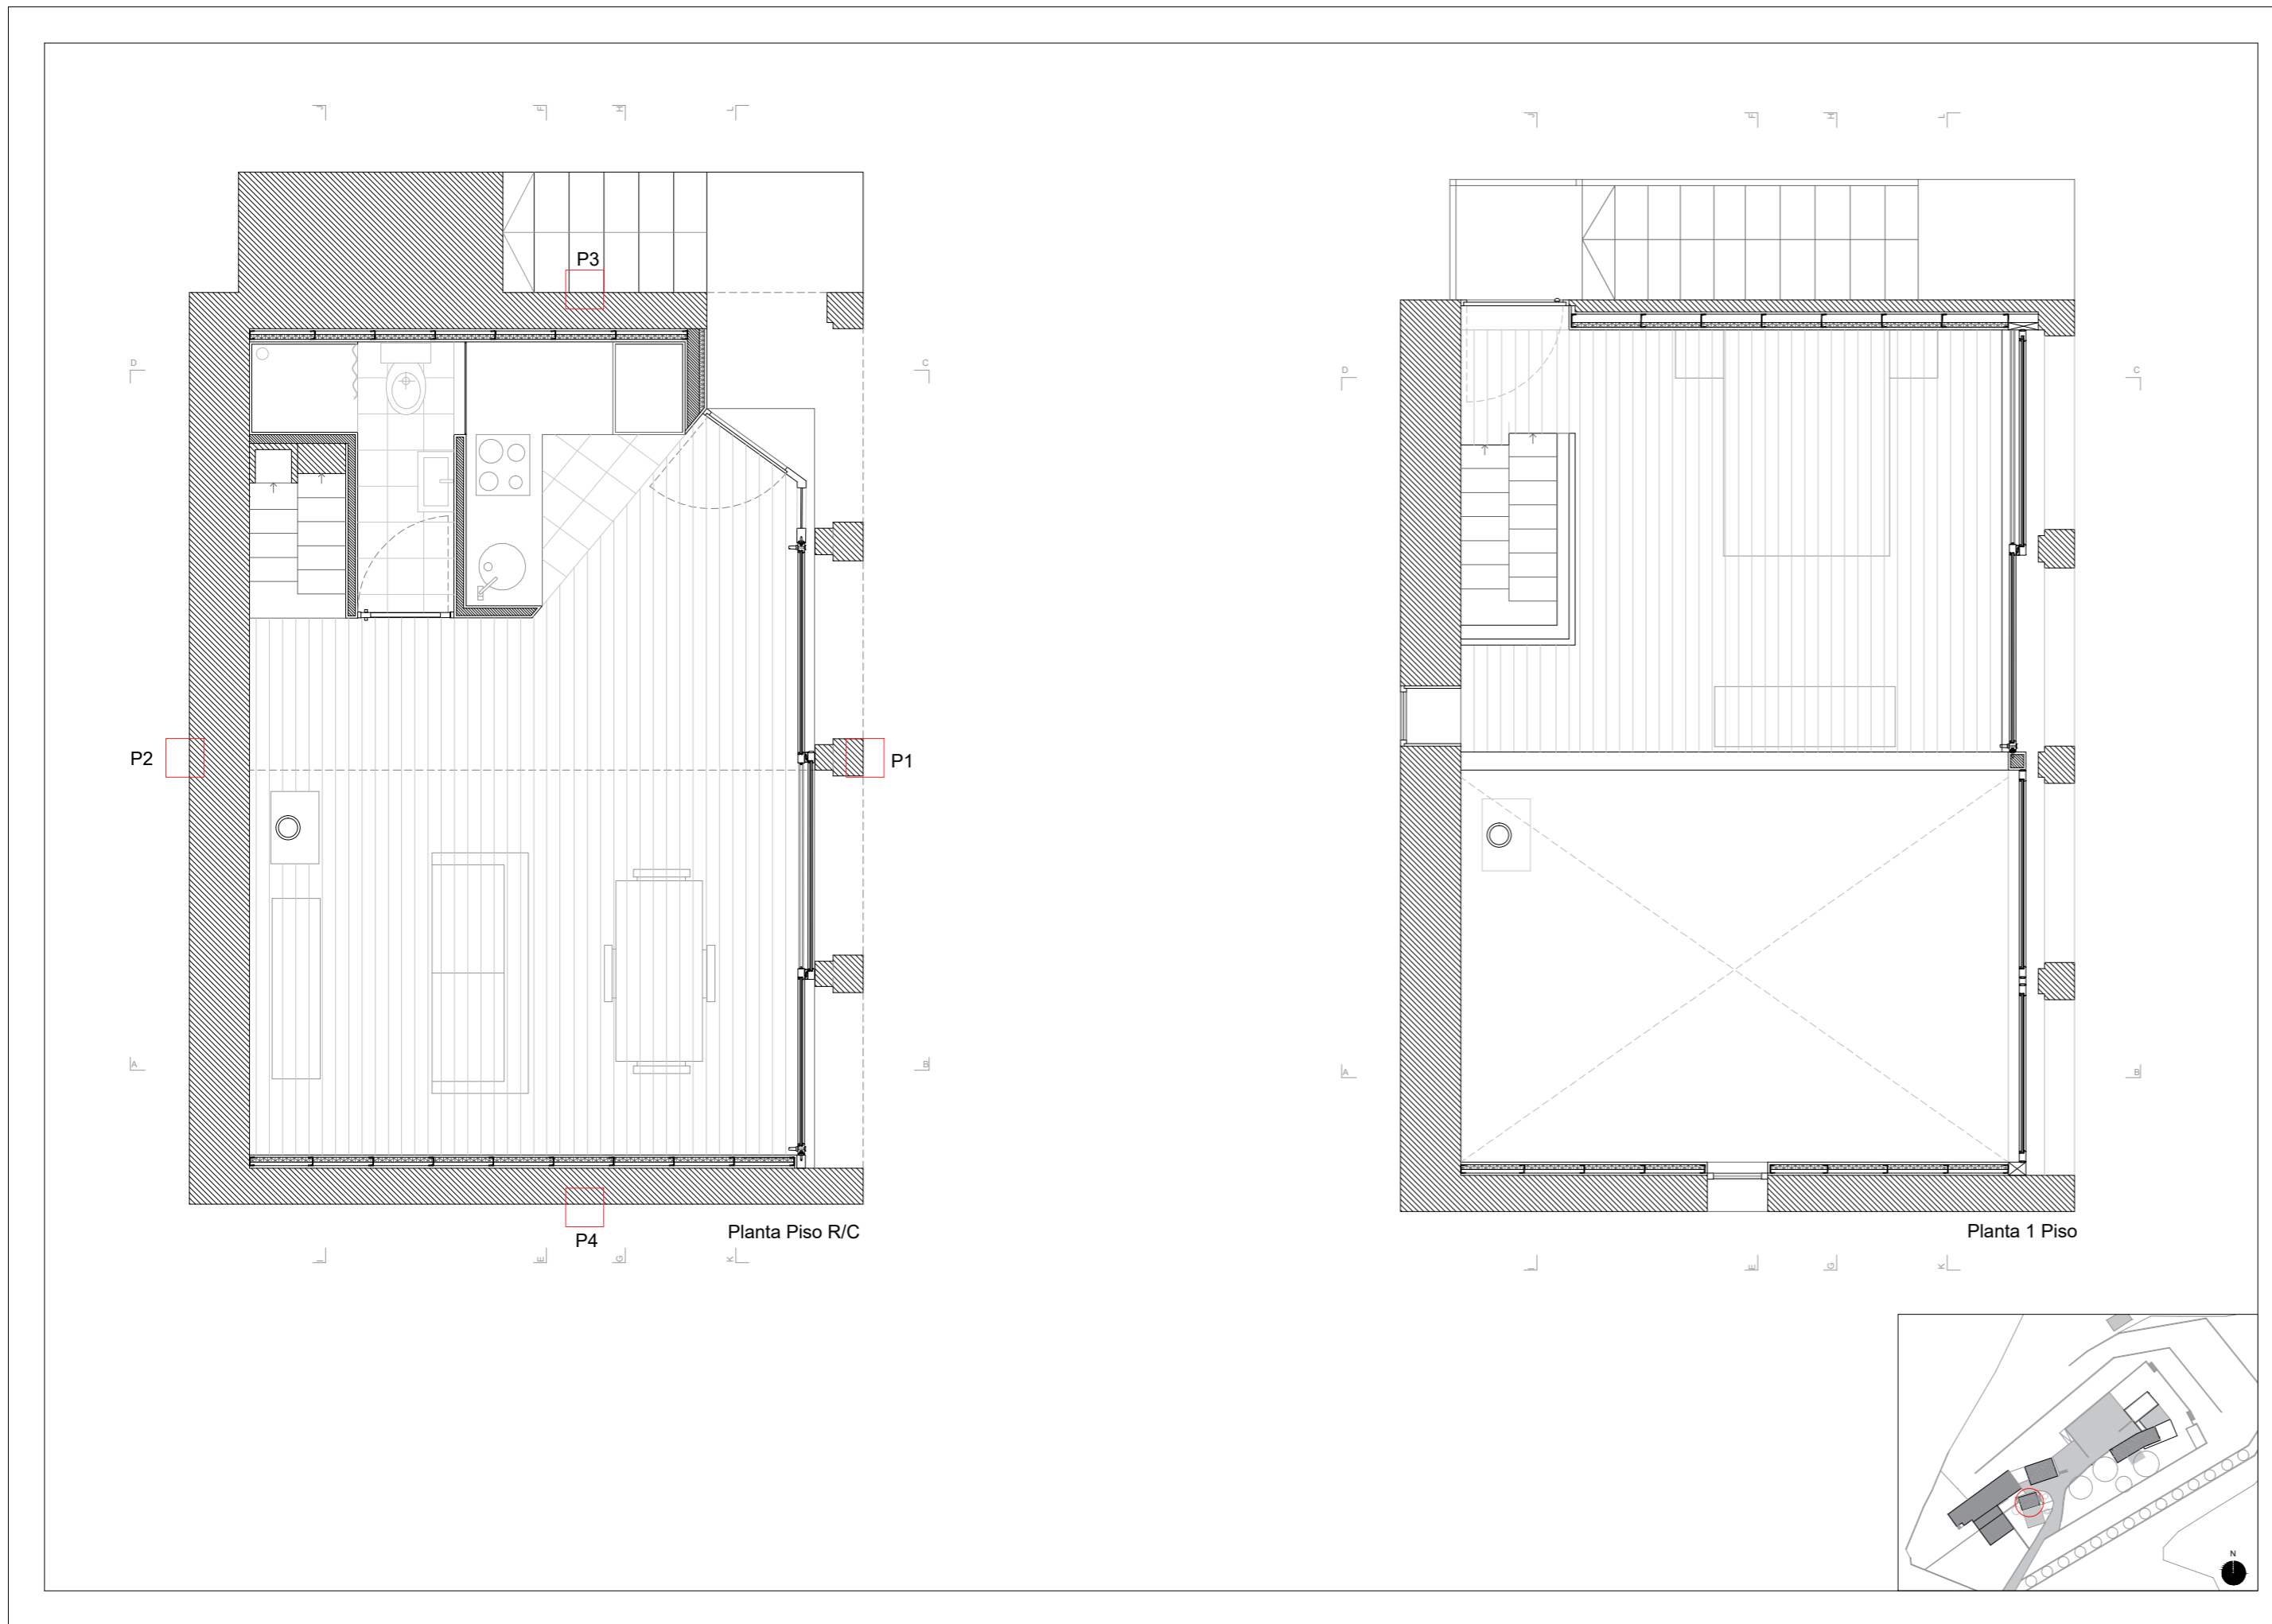 J F H L
J F H L
P3
D C
D C
P2
P1
A B
A B
Planta Piso R/C
Planta 1 Piso
P4
I E G K
I E G K
N